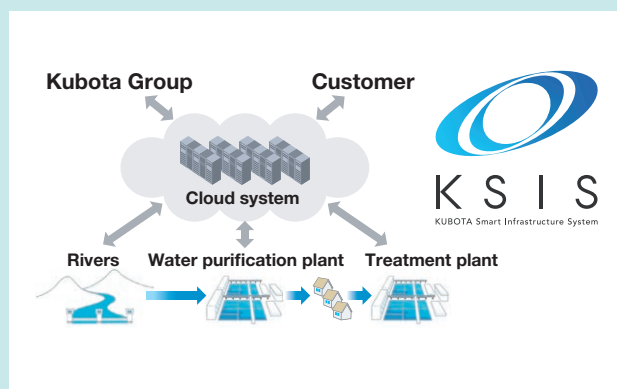 Kubota Group
Customer
Cloud system
KSIS
KUBOTA Smart Infrastructure System
Rivers
Water purification plant
Treatment plant